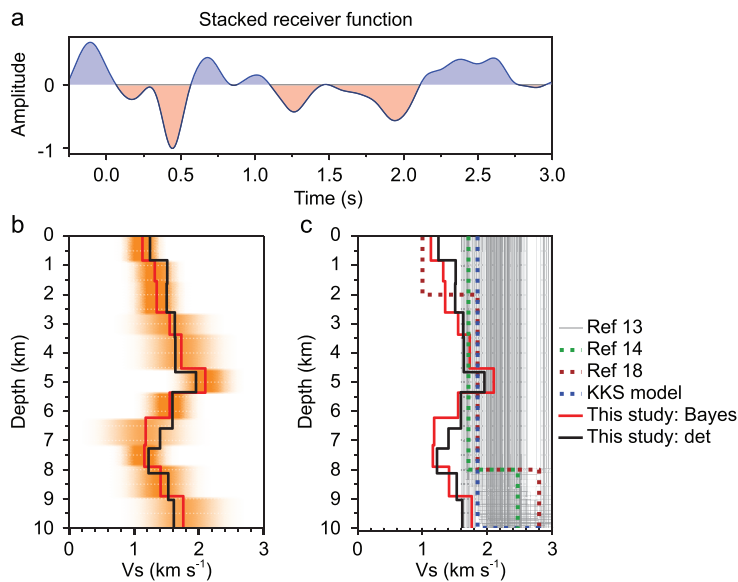 a
Stacked receiver function
Amplitude
0
-1
0.0 0.5 1.0 1.5 2.0 2.5 3.0
Time (s)
b
Depth (km)
0
1
2
3
4
5
6
7
8
9
10
0 1 2 3
Vs (km s⁻¹)
c
Depth (km)
0
1
2
3
4
5
6
7
8
9
10
0 1 2 3
Vs (km s⁻¹)
Ref 13
Ref 14
Ref 18
KKS model
This study: Bayes
This study: det